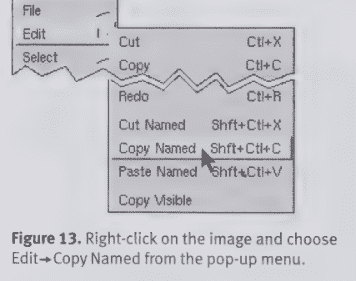 File
Edit
Select
Cut Ctl+X
Copy Ctl+C
Redo Ctl+R
Cut Named Shft+Ctl+X
Copy Named Shft+Ctl+C
Paste Named Shft+Ctl+V
Copy Visible
Figure 13. Right-click on the image and choose
Edit→Copy Named from the pop-up menu.